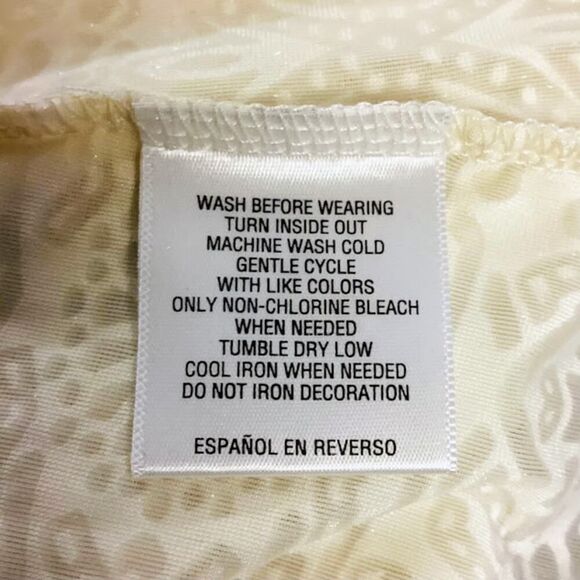 WASH BEFORE WEARING
TURN INSIDE OUT
MACHINE WASH COLD
GENTLE CYCLE
WITH LIKE COLORS
ONLY NON-CHLORINE BLEACH
WHEN NEEDED
TUMBLE DRY LOW
COOL IRON WHEN NEEDED
DO NOT IRON DECORATION
ESPAÑOL EN REVERSO